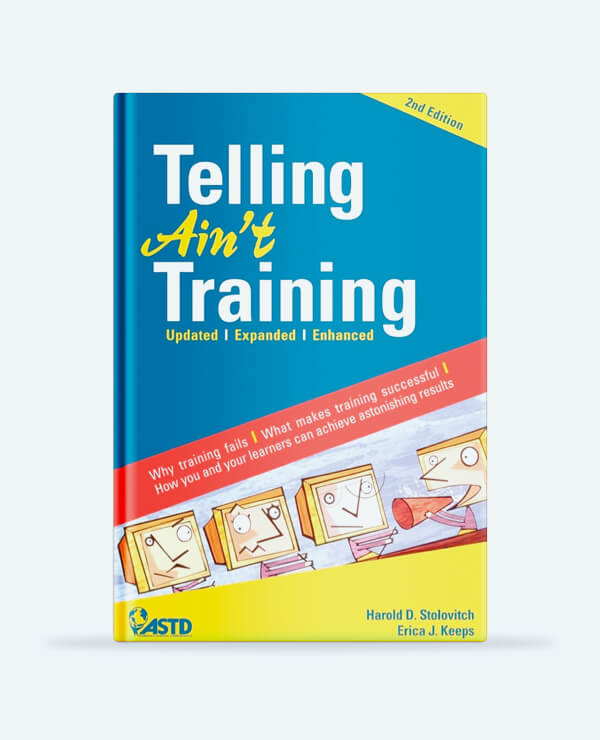 2nd Edition
Telling
Ain't
Training
Updated | Expanded | Enhanced
Why training fails | What makes training successful |
How you and your learners can achieve astonishing results
ASTD
Harold D. Stolovitch
Erica J. Keeps